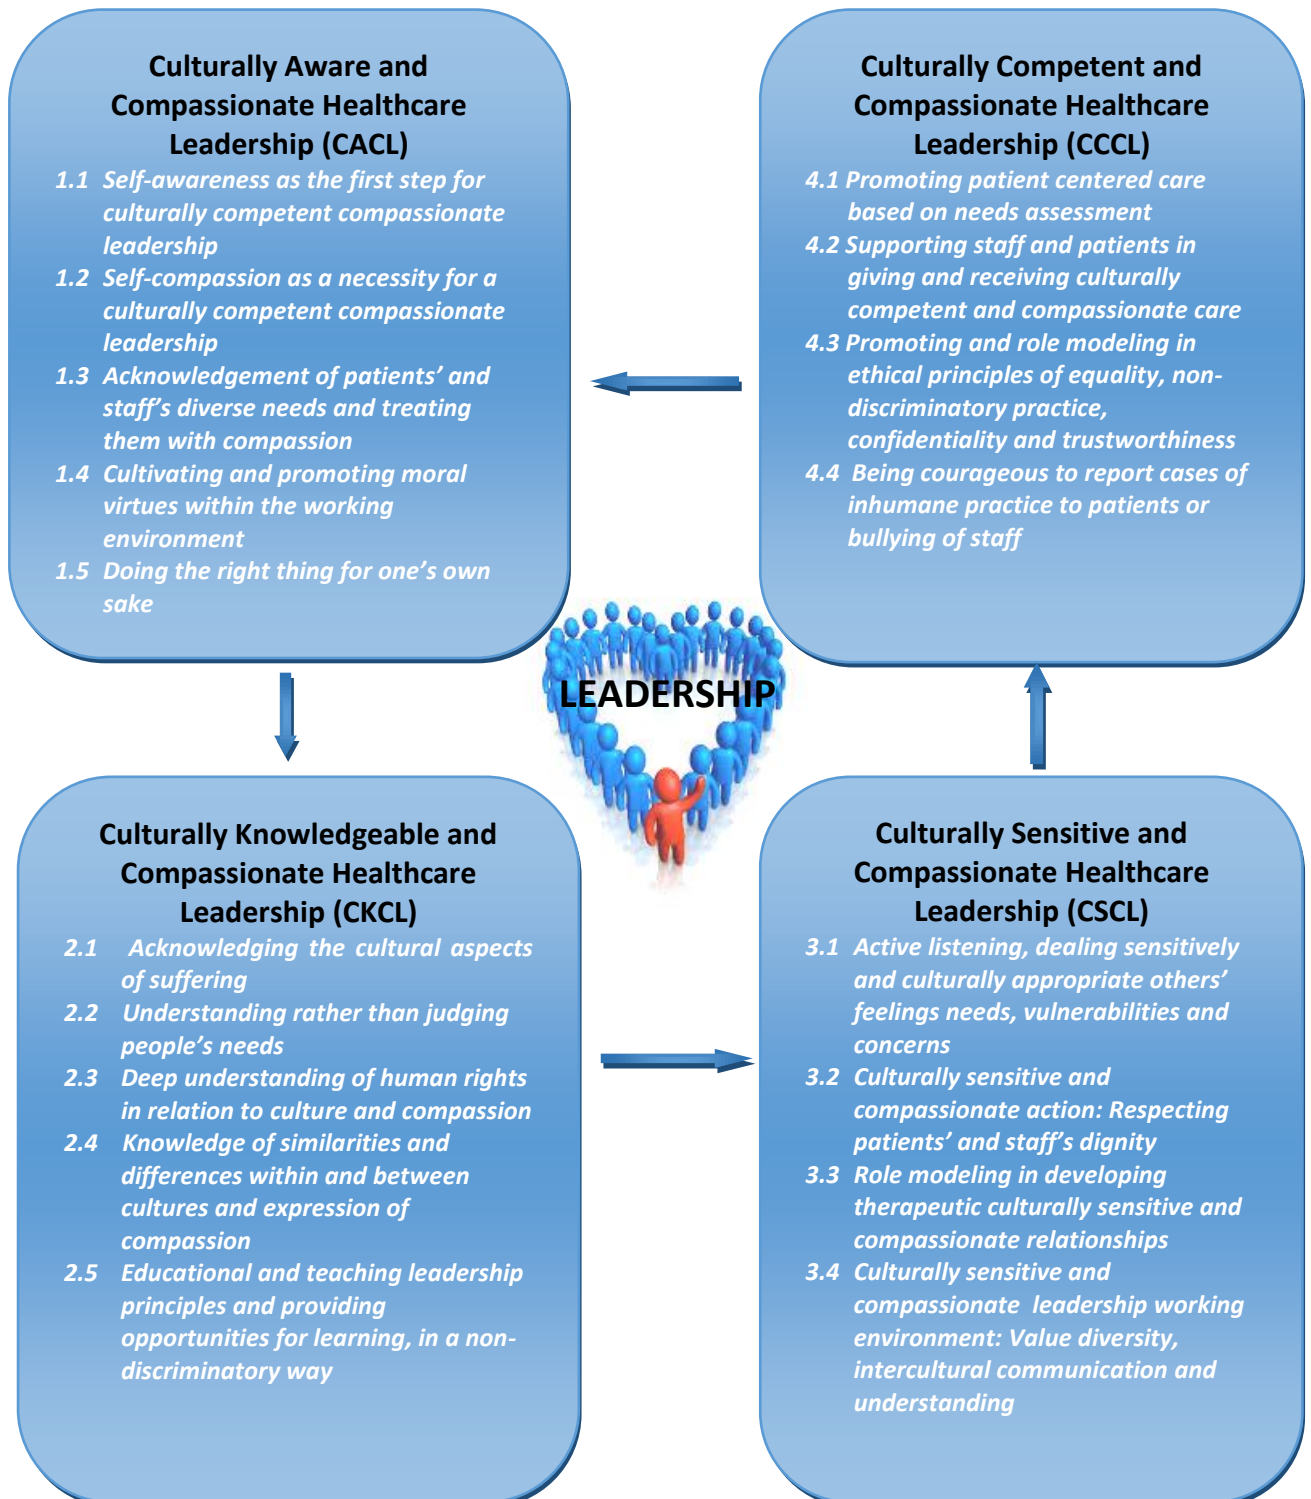 Culturally Aware and
Compassionate Healthcare
Leadership (CACL)
1.1 Self-awareness as the first step for
culturally competent compassionate
leadership
1.2 Self-compassion as a necessity for a
culturally competent compassionate
leadership
1.3 Acknowledgement of patients’ and
staff’s diverse needs and treating
them with compassion
1.4 Cultivating and promoting moral
virtues within the working
environment
1.5 Doing the right thing for one’s own
sake
Culturally Competent and
Compassionate Healthcare
Leadership (CCCL)
4.1 Promoting patient centered care
based on needs assessment
4.2 Supporting staff and patients in
giving and receiving culturally
competent and compassionate care
4.3 Promoting and role modeling in
ethical principles of equality, non-
discriminatory practice,
confidentiality and trustworthiness
4.4 Being courageous to report cases of
inhumane practice to patients or
bullying of staff
LEADERSHIP
Culturally Knowledgeable and
Compassionate Healthcare
Leadership (CKCL)
2.1 Acknowledging the cultural aspects
of suffering
2.2 Understanding rather than judging
people’s needs
2.3 Deep understanding of human rights
in relation to culture and compassion
2.4 Knowledge of similarities and
differences within and between
cultures and expression of
compassion
2.5 Educational and teaching leadership
principles and providing
opportunities for learning, in a non-
discriminatory way
Culturally Sensitive and
Compassionate Healthcare
Leadership (CSCL)
3.1 Active listening, dealing sensitively
and culturally appropriate others’
feelings needs, vulnerabilities and
concerns
3.2 Culturally sensitive and
compassionate action: Respecting
patients’ and staff’s dignity
3.3 Role modeling in developing
therapeutic culturally sensitive and
compassionate relationships
3.4 Culturally sensitive and
compassionate leadership working
environment: Value diversity,
intercultural communication and
understanding